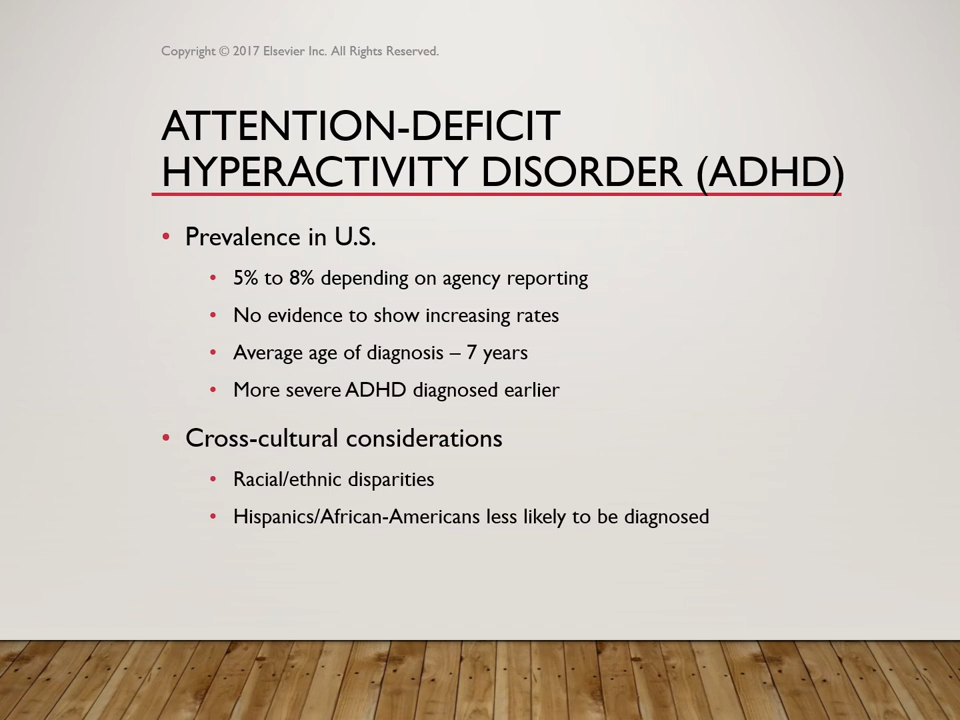 Copyright © 2017 Elsevier Inc. All Rights Reserved.
ATTENTION-DEFICIT
HYPERACTIVITY DISORDER (ADHD)
• Prevalence in U.S.
• 5% to 8% depending on agency reporting
• No evidence to show increasing rates
• Average age of diagnosis – 7 years
• More severe ADHD diagnosed earlier
• Cross-cultural considerations
• Racial/ethnic disparities
• Hispanics/African-Americans less likely to be diagnosed